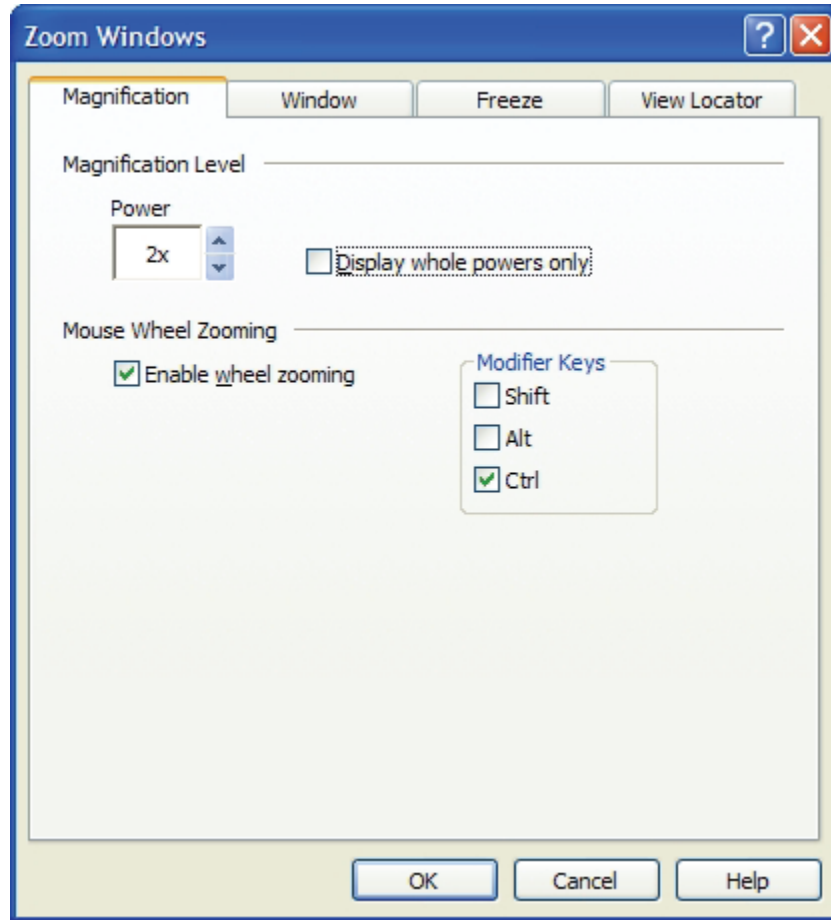 Zoom Windows
Magnification Window Freeze View Locator
Magnification Level
Power
2x
Display whole powers only
Mouse Wheel Zooming
Enable wheel zooming
Modifier Keys
Shift
Alt
Ctrl
OK Cancel Help